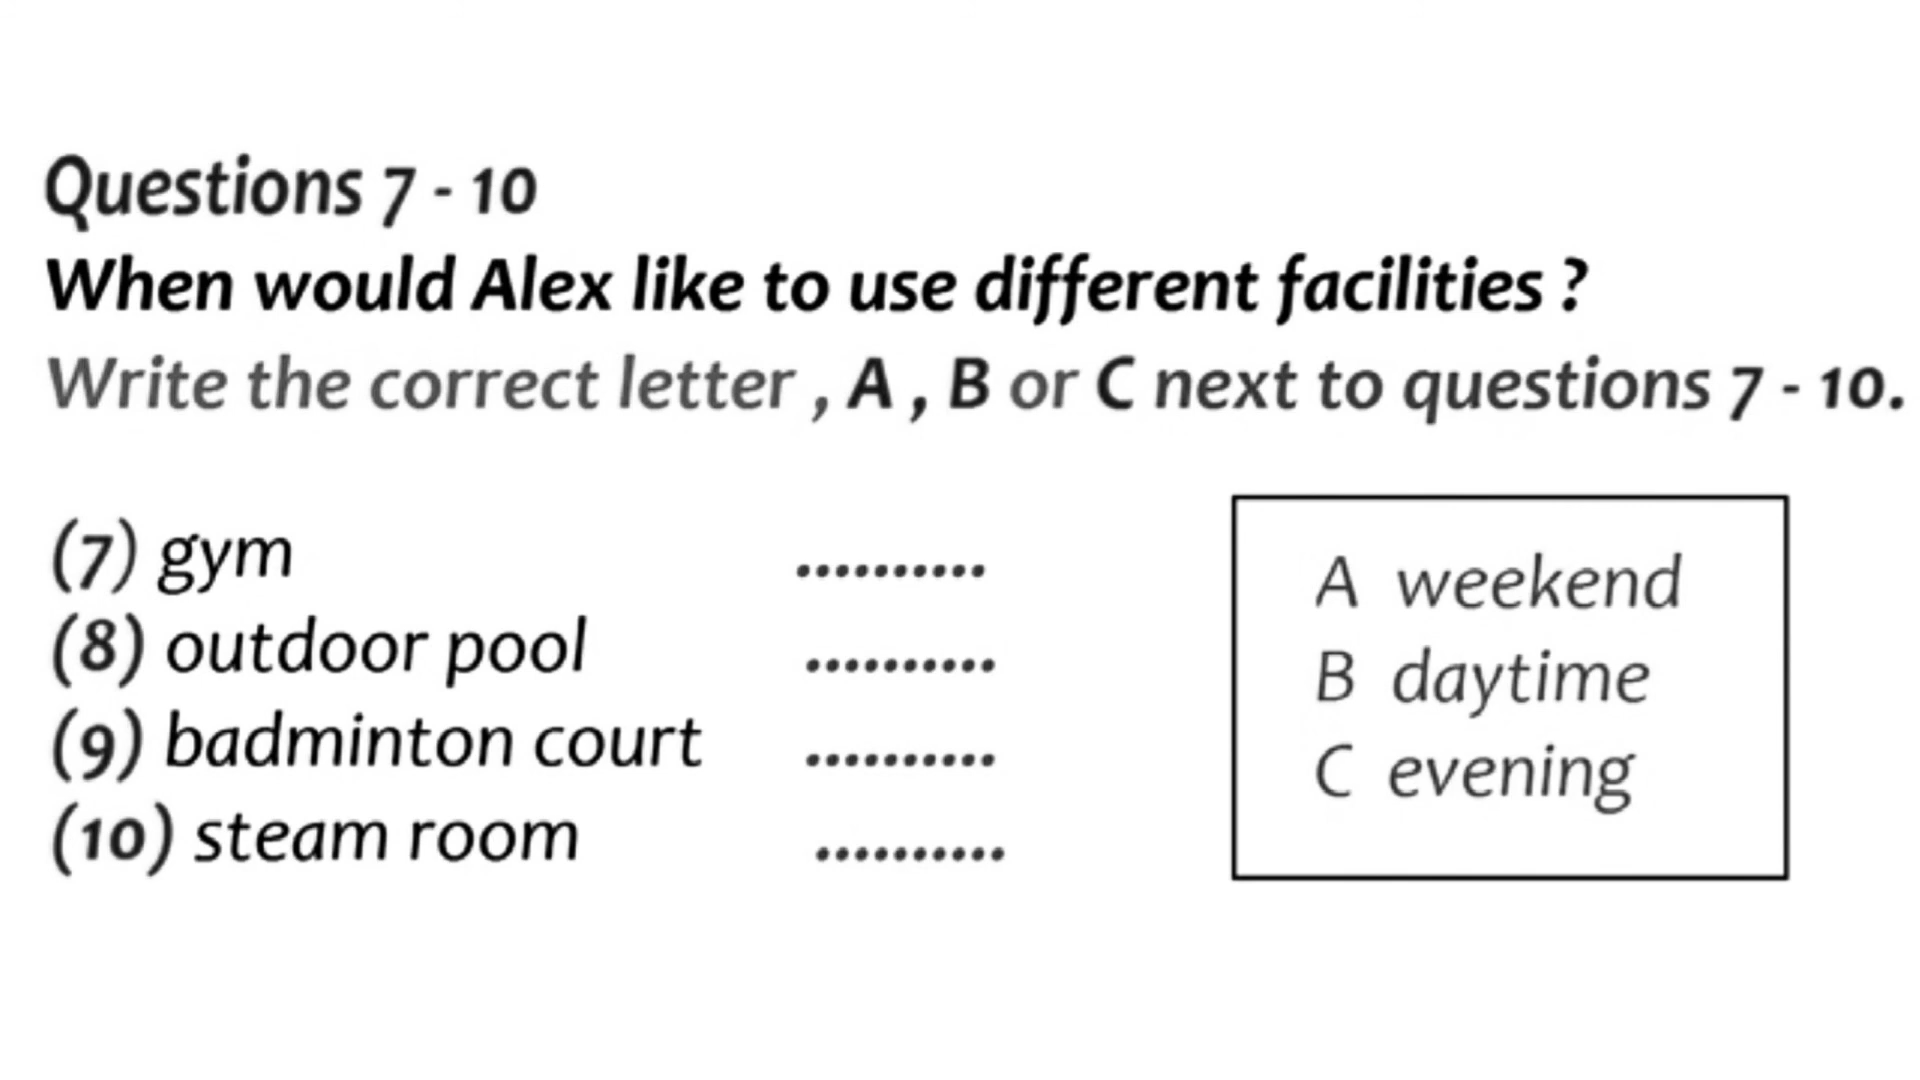 Questions 7 - 10
When would Alex like to use different facilities ?
Write the correct letter , A , B or C next to questions 7 - 10.
(7) gym ..........
(8) outdoor pool ..........
(9) badminton court ..........
(10) steam room ..........
A weekend
B daytime
C evening